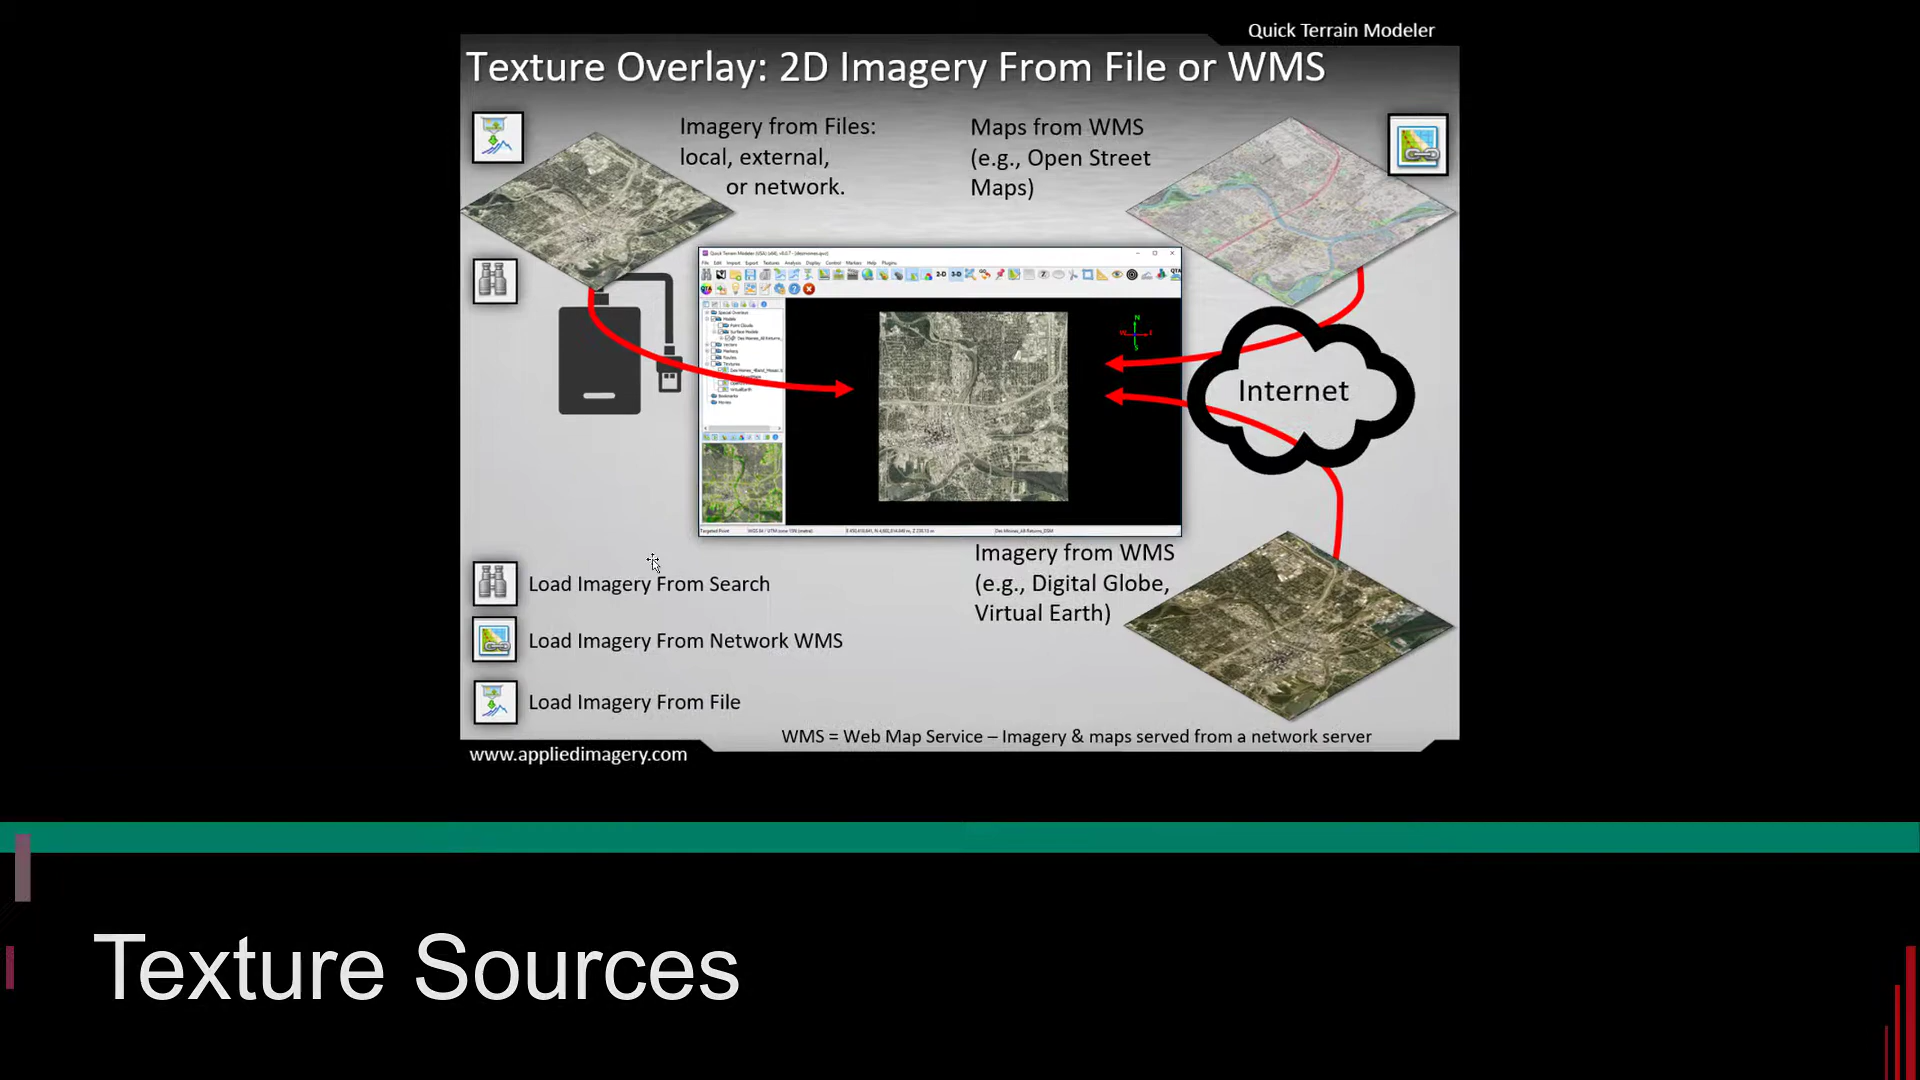 Quick Terrain Modeler
Texture Overlay: 2D Imagery From File or WMS
Imagery from Files:
local, external,
or network.
Maps from WMS
(e.g., Open Street
Maps)
Internet
Imagery from WMS
(e.g., Digital Globe,
Virtual Earth)
Load Imagery From Search
Load Imagery From Network WMS
Load Imagery From File
WMS = Web Map Service – Imagery & maps served from a network server
www.appliedimagery.com
Texture Sources